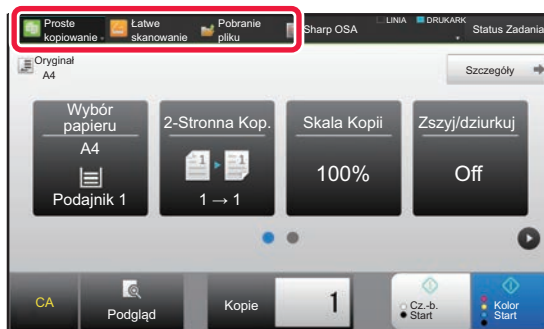 Proste
kopiowanie
Łatwe
skanowanie
Pobranie
pliku
Sharp OSA
LINIA
DRUKARK
Status Zadania
Oryginał
A4
Szczegóły
Wybór
papieru
A4
Podajnik 1
2-Stronna Kop.
1
1
1 → 1
Skala Kopii
100%
Zszyj/dziurkuj
Off
CA
Podgląd
Kopie
1
Cz.-b.
Start
Kolor
Start